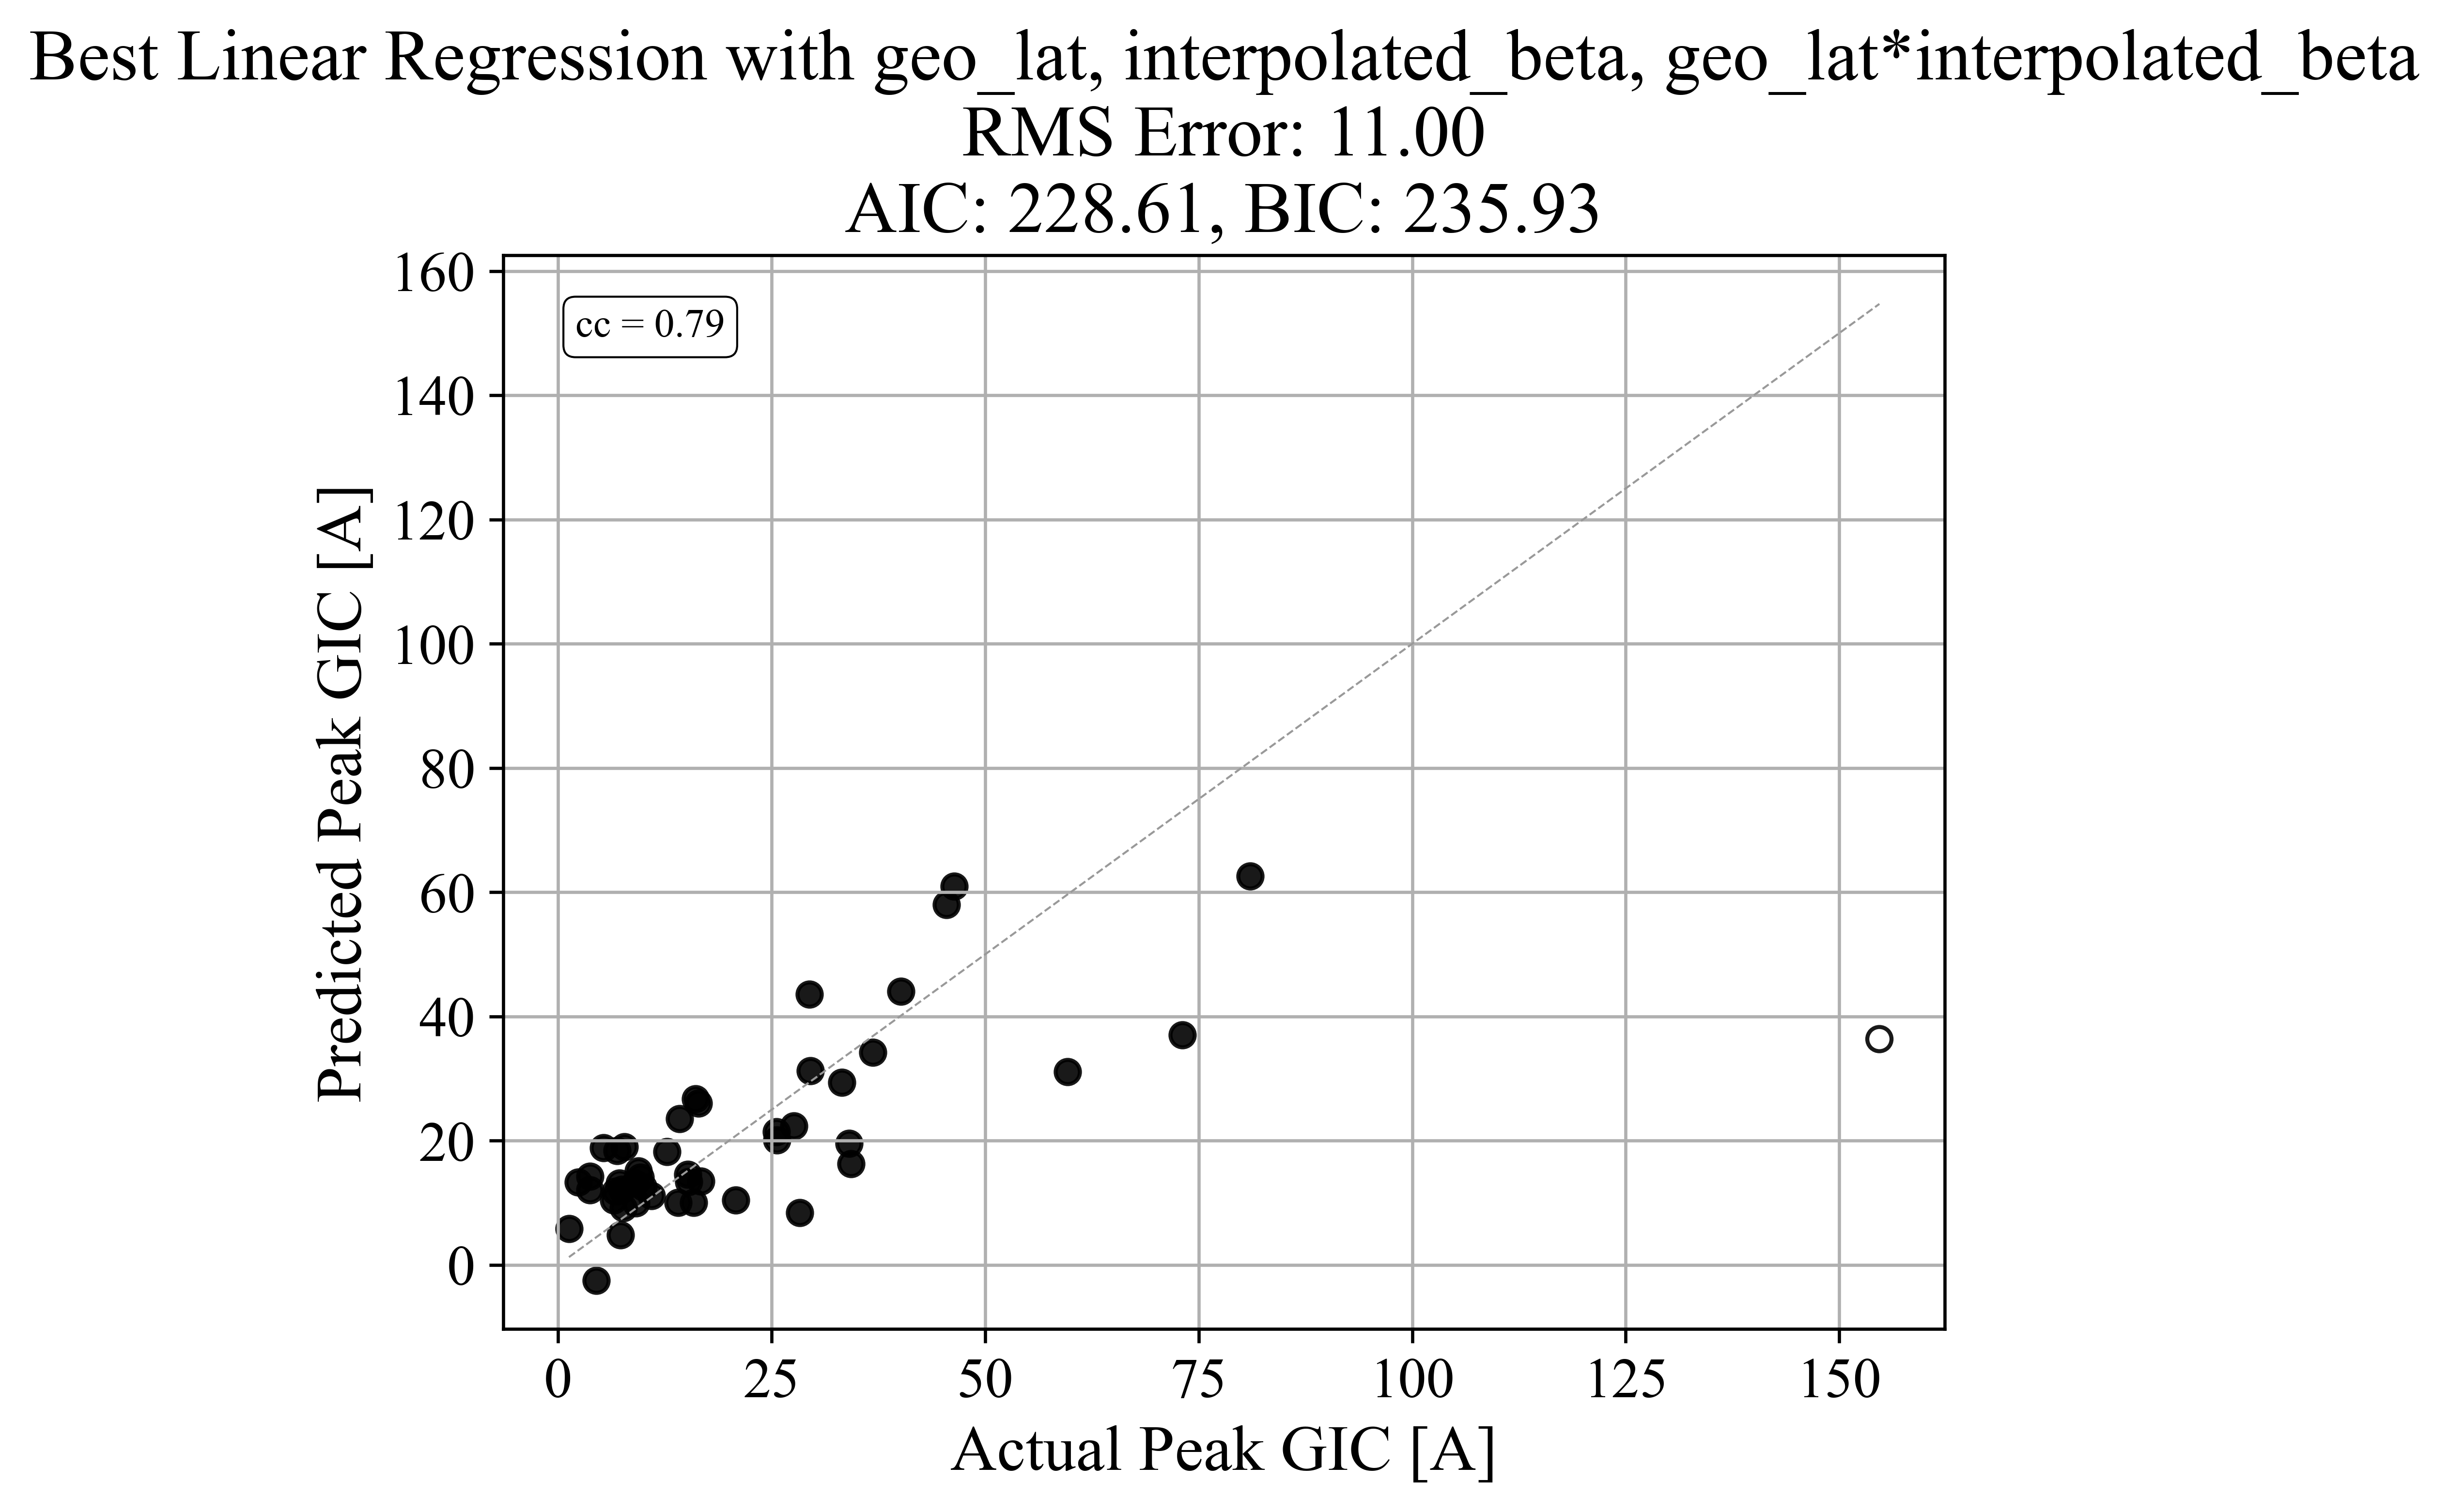 Best Linear Regression with geo_lat, interpolated_beta, geo_lat*interpolated_beta
RMS Error: 11.00
AIC: 228.61, BIC: 235.93
cc = 0.79
Predicted Peak GIC [A]
160
140
120
100
80
60
40
20
0
0 25 50 75 100 125 150
Actual Peak GIC [A]